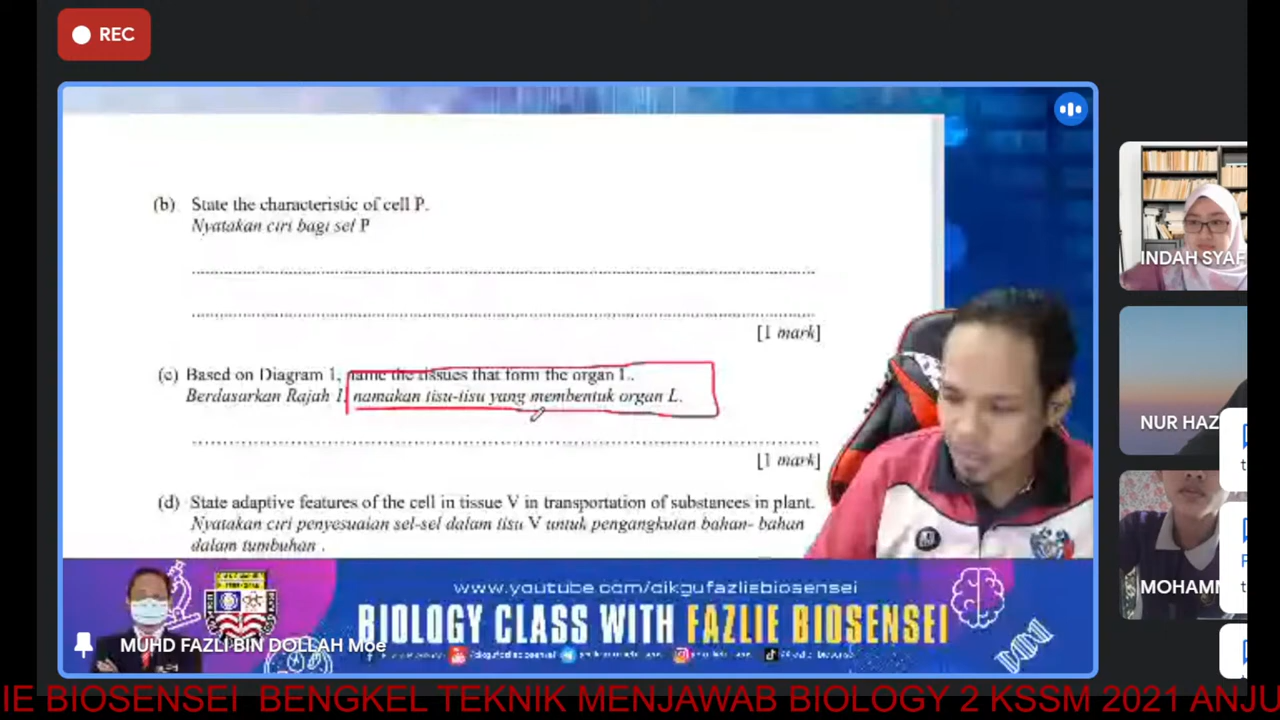 REC
(b) State the characteristic of cell P.
Nyatakan ciri bagi sel P
[1 mark]
(c) Based on Diagram 1, name the tissues that form the organ L.
Berdasarkan Rajah 1, namakan tisu-tisu yang membentuk organ L.
[1 mark]
(d) State adaptive features of the cell in tissue V in transportation of substances in plant.
Nyatakan ciri penyesuaian sel-sel dalam tisu V untuk pengangkutan bahan- bahan
dalam tumbuhan .
www.youtube.com/cikgufazliebiosensei
BIOLOGY CLASS WITH FAZLIE BIOSENSEI
MUHD FAZLI BIN DOLLAH Moe
INDAH SYAF
NUR HAZ
MOHAMM
IE BIOSENSEI BENGKEL TEKNIK MENJAWAB BIOLOGY 2 KSSM 2021 ANJU